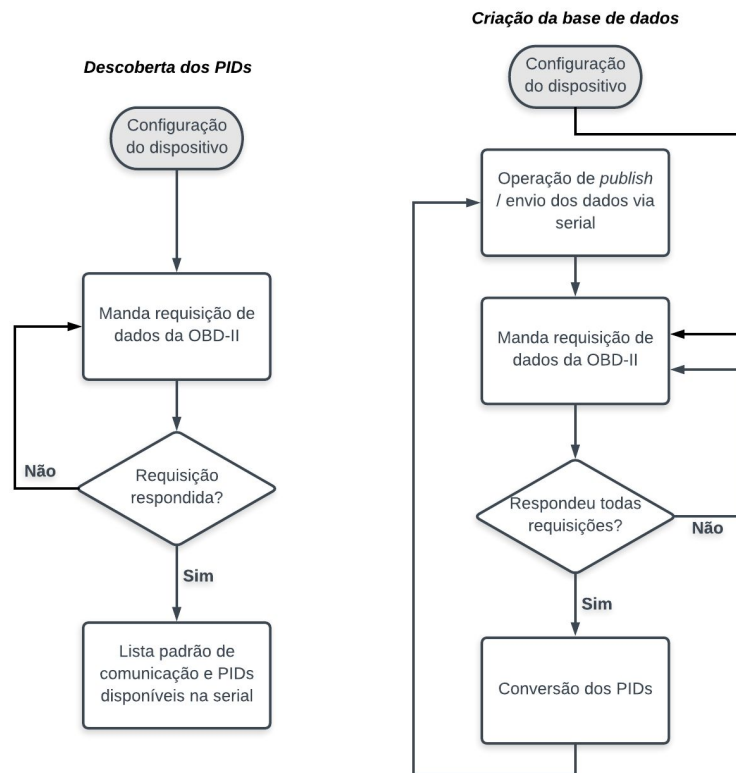 Descoberta dos PIDs
Configuração
do dispositivo
Manda requisição de
dados da OBD-II
Não
Requisição
respondida?
Sim
Lista padrão de
comunicação e PIDs
disponíveis na serial
Criação da base de dados
Configuração
do dispositivo
Operação de publish
/ envio dos dados via
serial
Manda requisição de
dados da OBD-II
Respondeu todas
requisições?
Não
Sim
Conversão dos PIDs